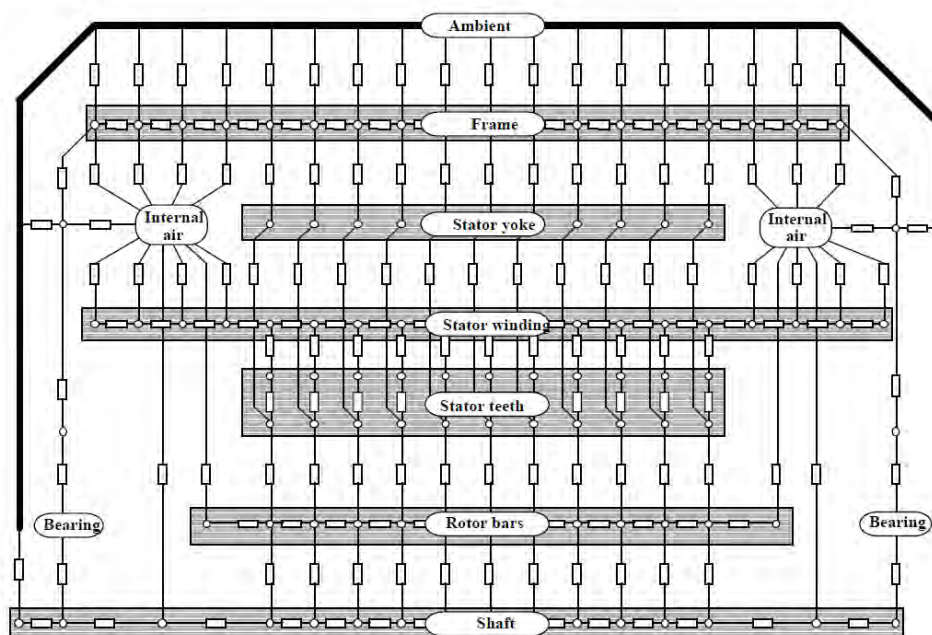 Ambient
Frame
Internal
air
Stator yoke
Internal
air
Stator winding
Stator teeth
Bearing
Rotor bars
Bearing
Shaft